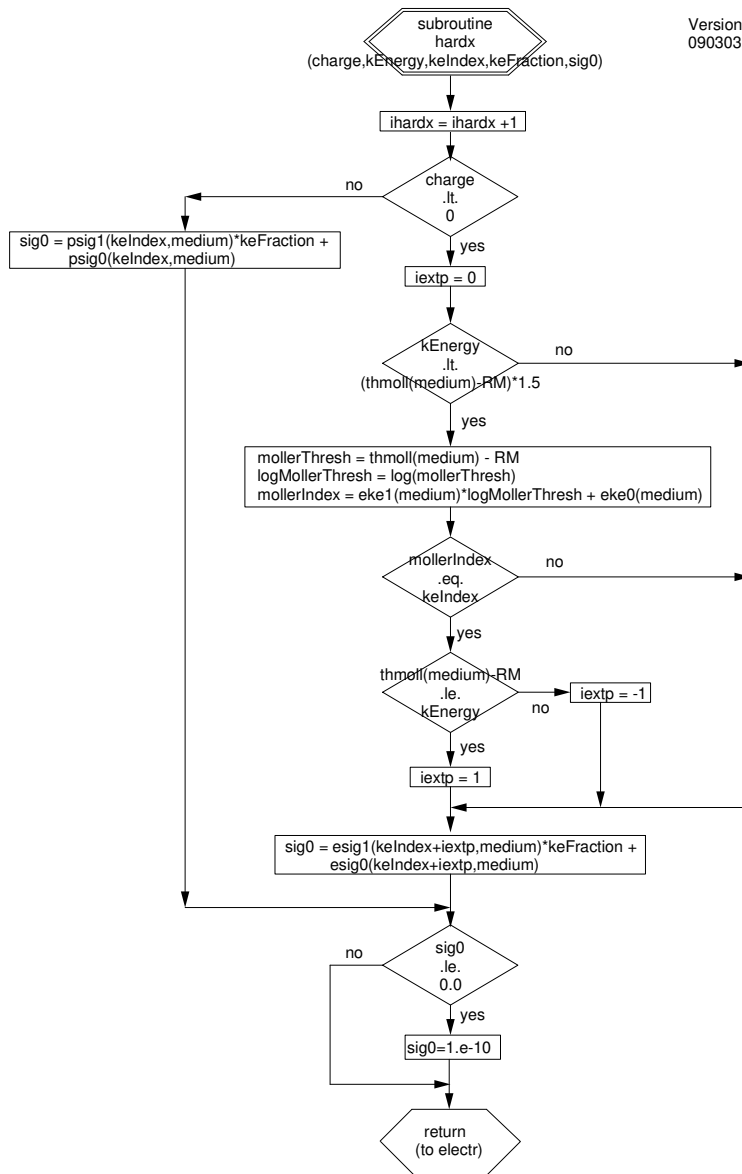 subroutine
hardx
(charge,kEnergy,keIndex,keFraction,sig0)
Version
090303
ihardx = ihardx +1
charge
.lt.
0
no
yes
sig0 = psig1(keIndex,medium)*keFraction +
psig0(keIndex,medium)
iextp = 0
kEnergy
.lt.
(thmoll(medium)-RM)*1.5
no
yes
mollerThresh = thmoll(medium) - RM
logMollerThresh = log(mollerThresh)
mollerIndex = eke1(medium)*logMollerThresh + eke0(medium)
mollerIndex
.eq.
keIndex
no
yes
thmoll(medium)-RM
.le.
kEnergy
no
iextp = -1
yes
iextp = 1
sig0 = esig1(keIndex+iextp,medium)*keFraction +
esig0(keIndex+iextp,medium)
sig0
.le.
0.0
no
yes
sig0=1.e-10
return
(to electr)